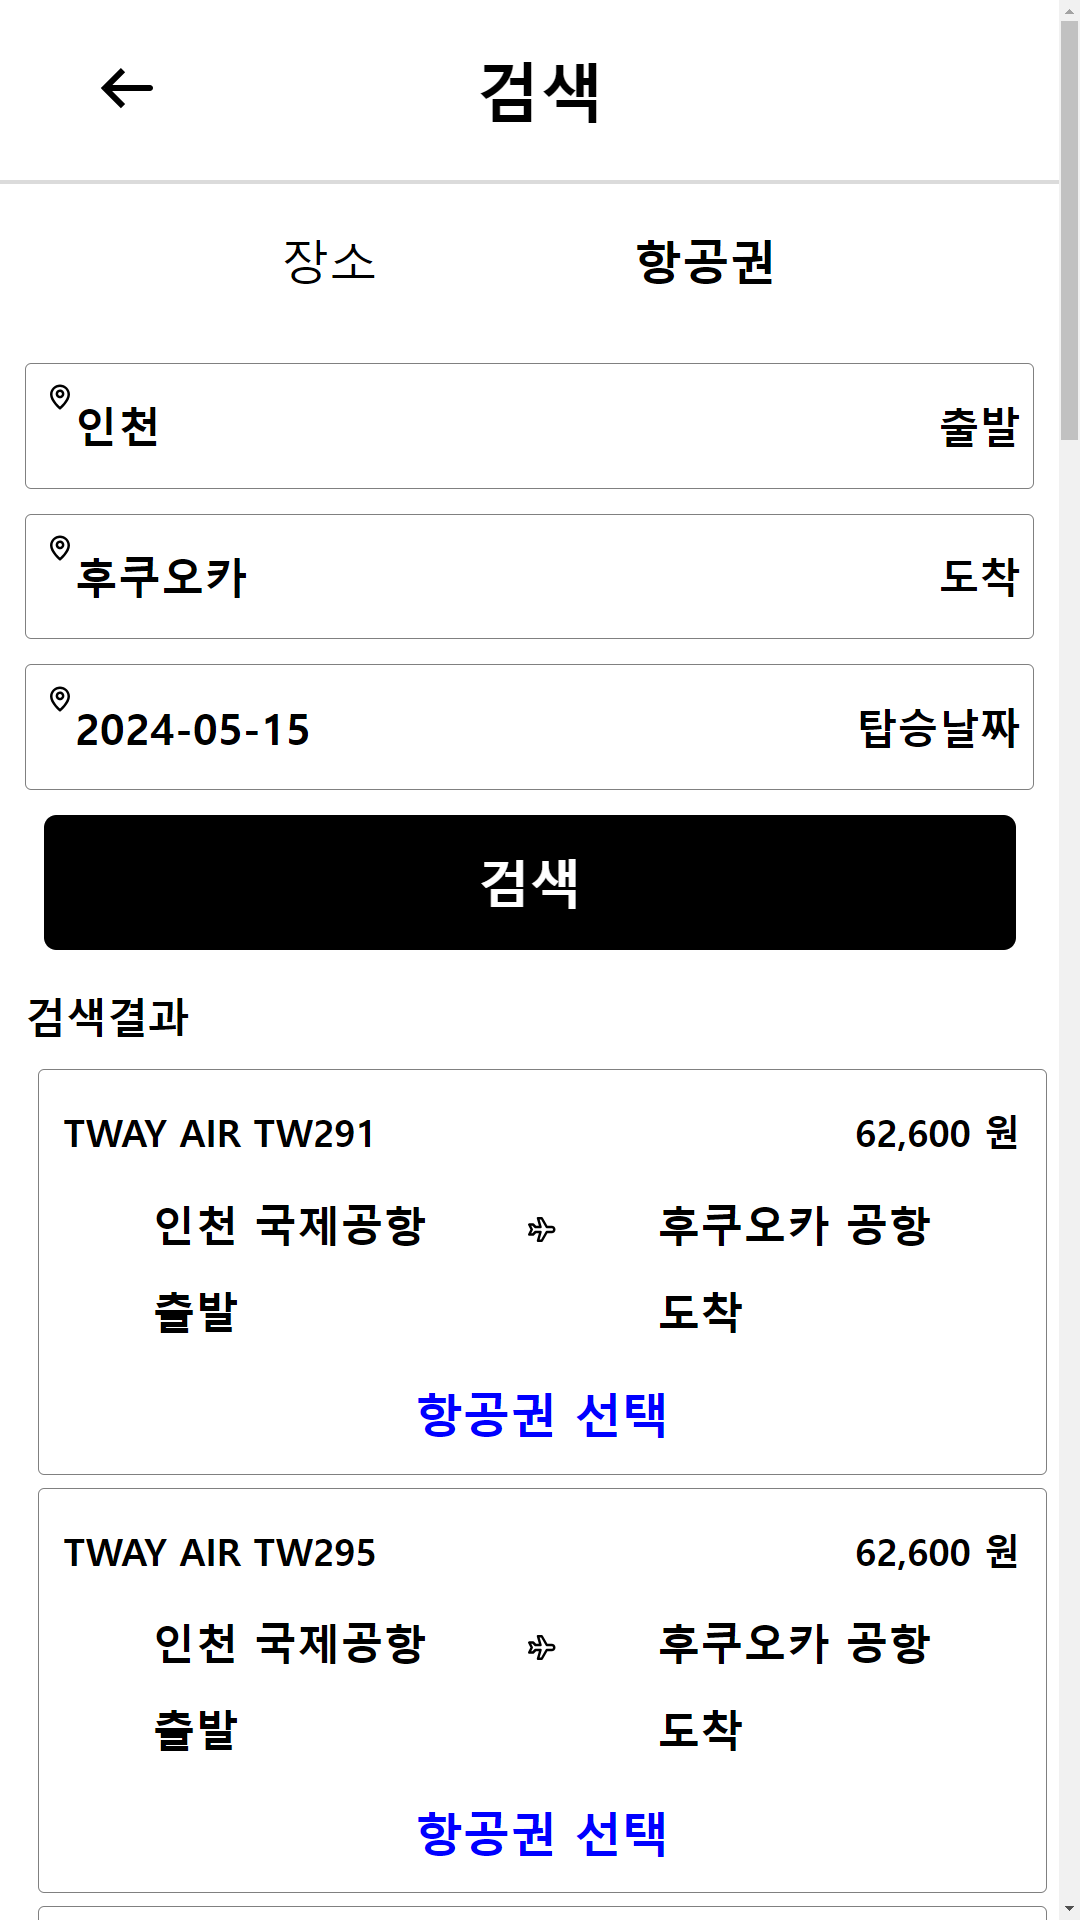 검색
장소 항공권
인천 출발
후쿠오카 도착
2024-05-15 탑승날짜
검색
검색결과
TWAY AIR TW291 62,600 원
인천 국제공항 후쿠오카 공항
출발 도착
항공권 선택
TWAY AIR TW295 62,600 원
인천 국제공항 후쿠오카 공항
출발 도착
항공권 선택